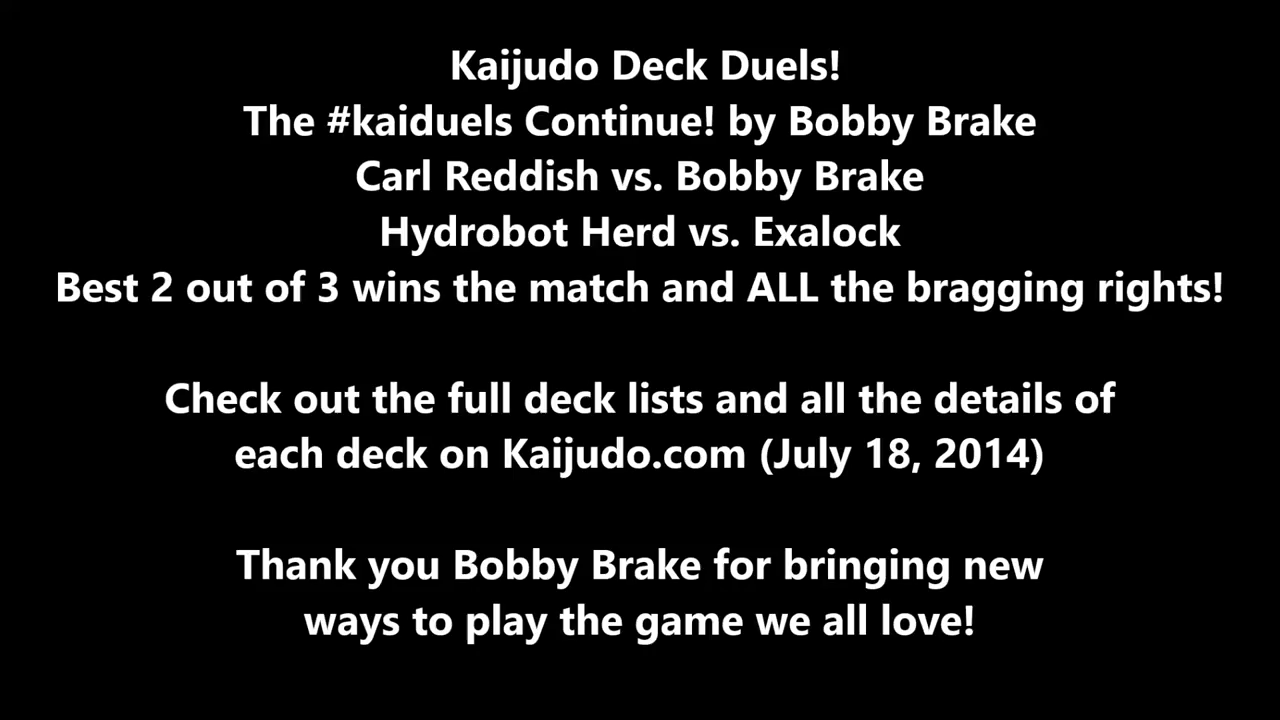 Kaijudo Deck Duels!
The #kaiduels Continue! by Bobby Brake
Carl Reddish vs. Bobby Brake
Hydrobot Herd vs. Exalock
Best 2 out of 3 wins the match and ALL the bragging rights!
Check out the full deck lists and all the details of
each deck on Kaijudo.com (July 18, 2014)
Thank you Bobby Brake for bringing new
ways to play the game we all love!